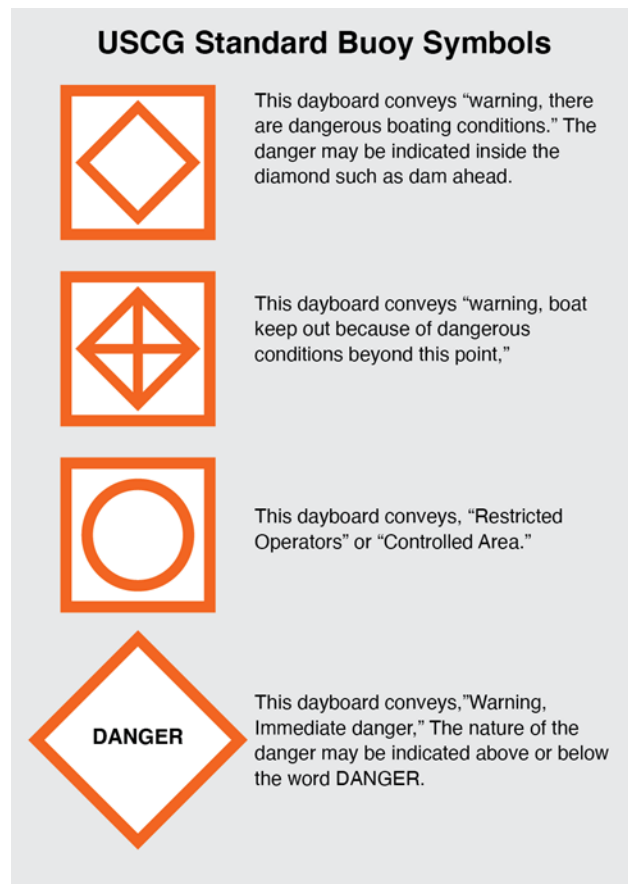 USCG Standard Buoy Symbols
This dayboard conveys “warning, there
are dangerous boating conditions.” The
danger may be indicated inside the
diamond such as dam ahead.
This dayboard conveys “warning, boat
keep out because of dangerous
conditions beyond this point,”
This dayboard conveys, “Restricted
Operators” or “Controlled Area.”
DANGER
This dayboard conveys,”Warning,
Immediate danger,” The nature of the
danger may be indicated above or below
the word DANGER.